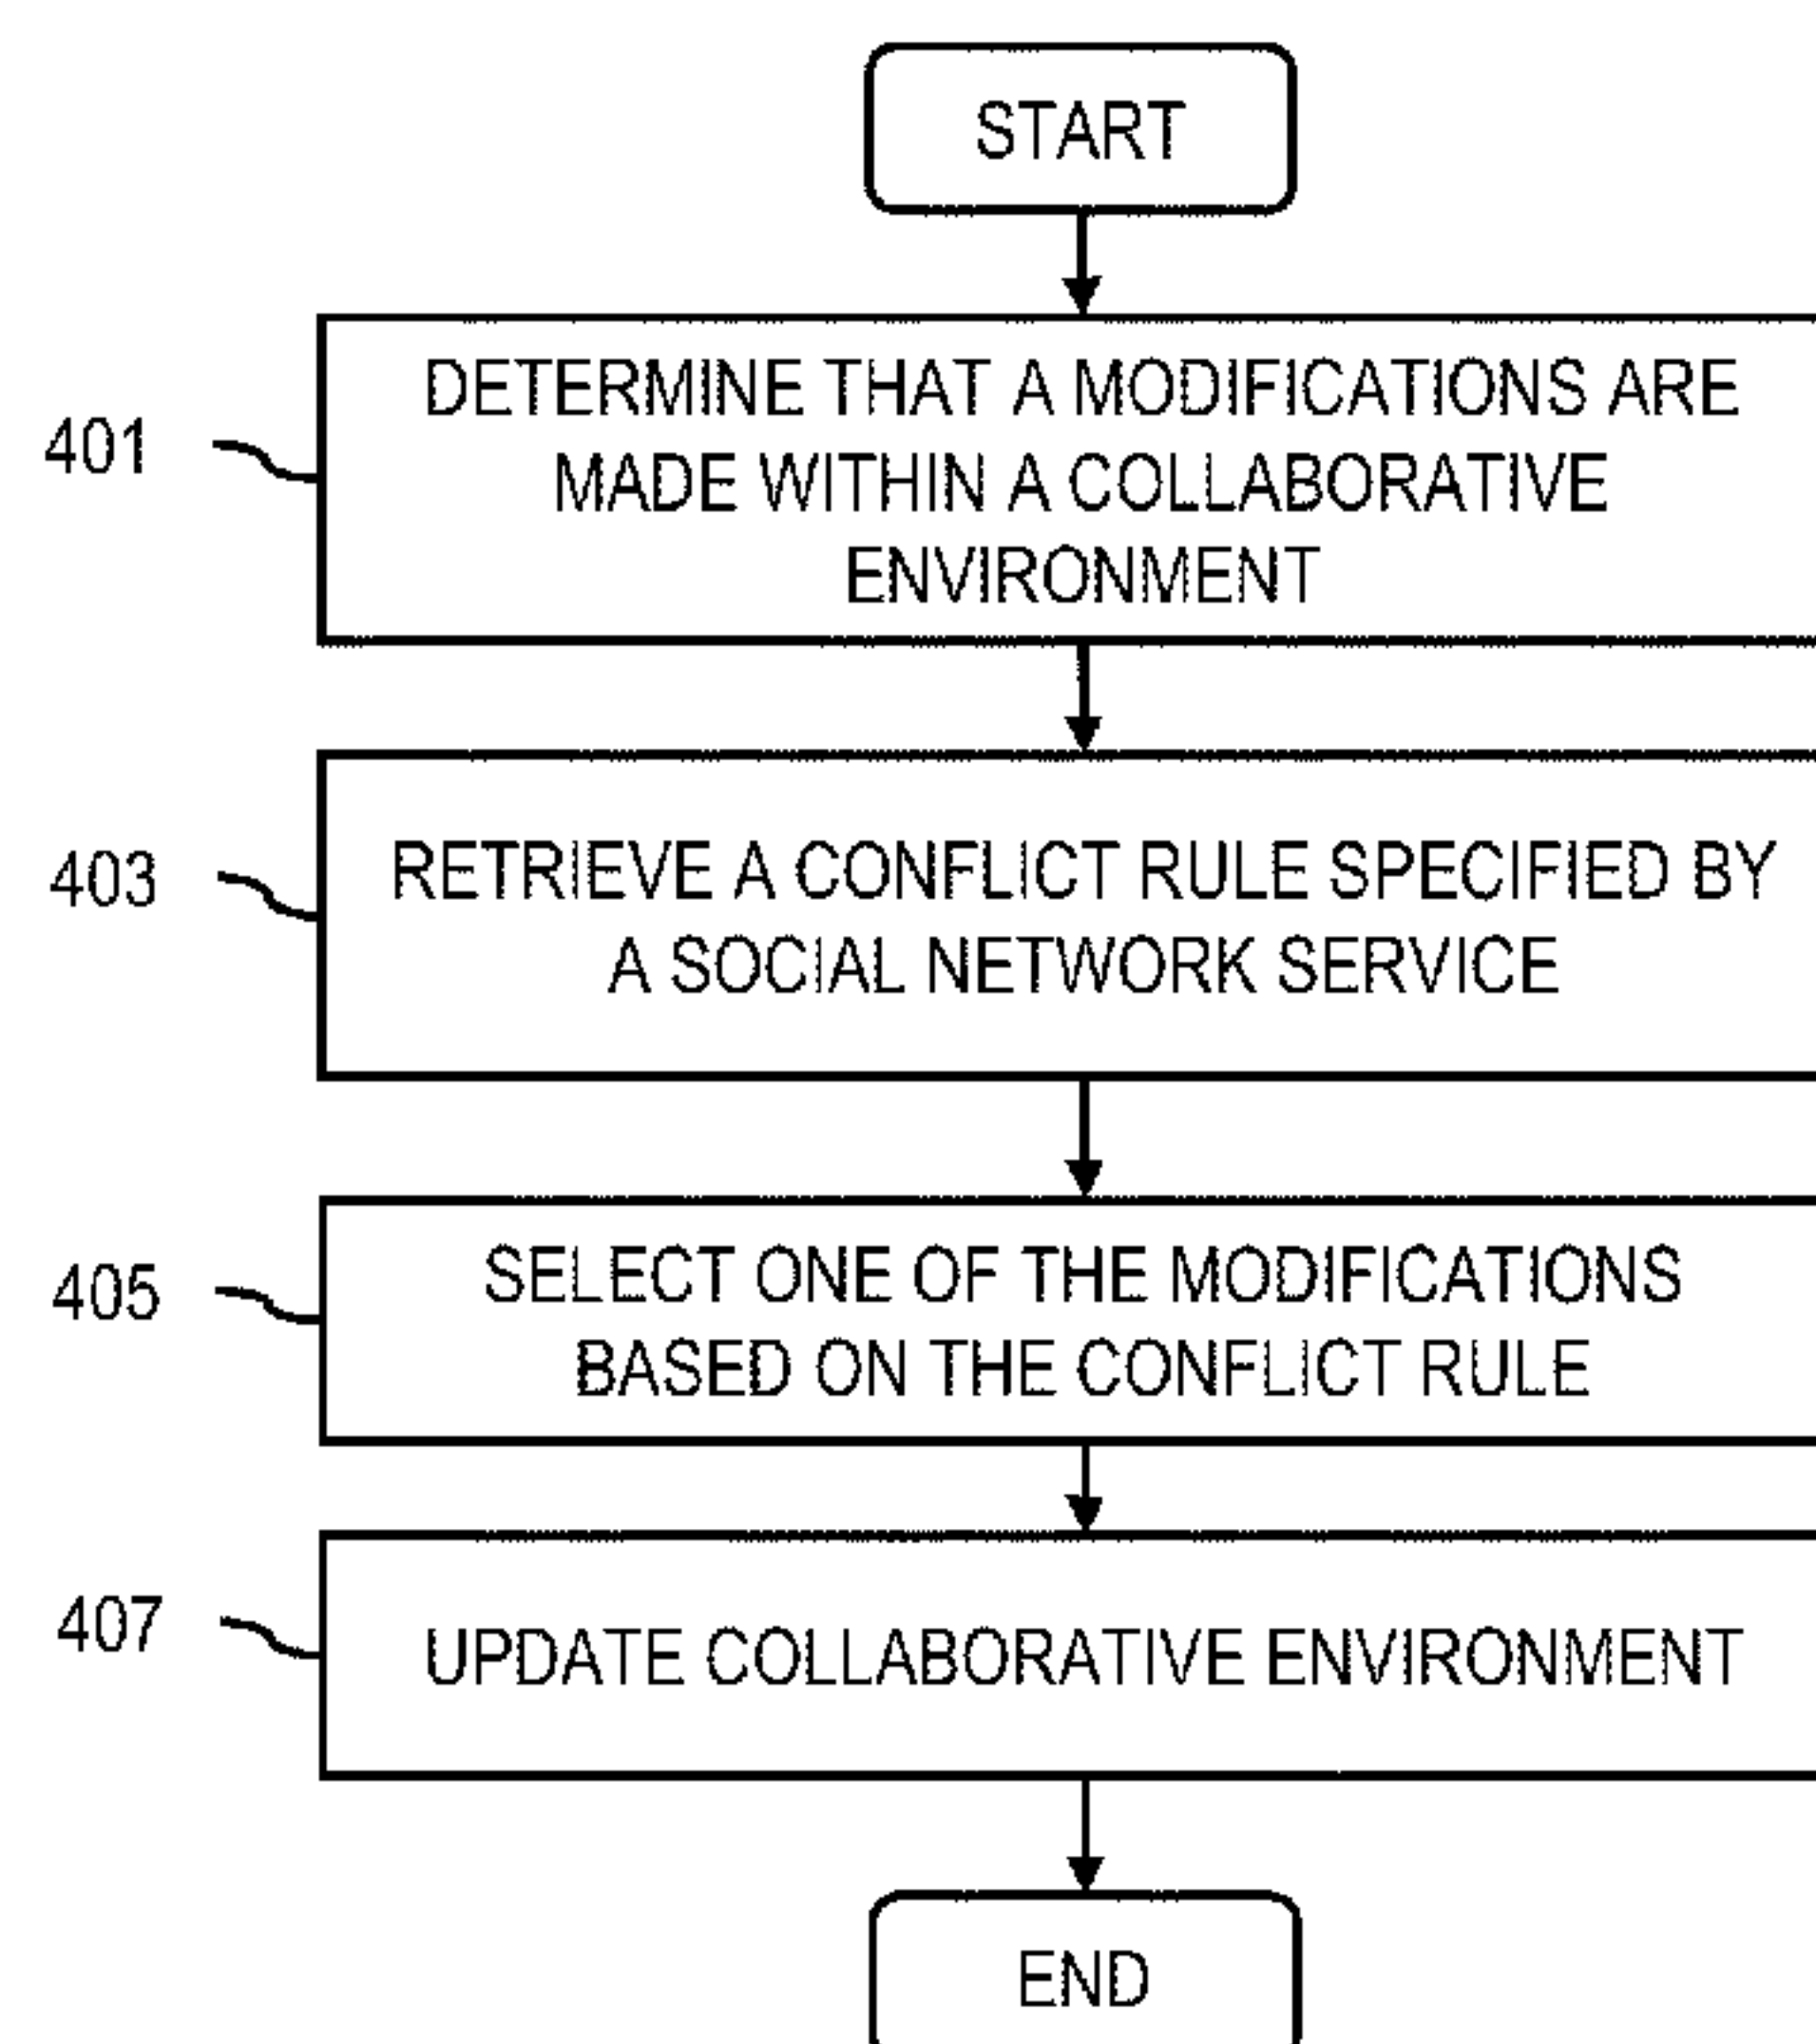 START
401
DETERMINE THAT A MODIFICATIONS ARE
MADE WITHIN A COLLABORATIVE
ENVIRONMENT
403
RETRIEVE A CONFLICT RULE SPECIFIED BY
A SOCIAL NETWORK SERVICE
405
SELECT ONE OF THE MODIFICATIONS
BASED ON THE CONFLICT RULE
407
UPDATE COLLABORATIVE ENVIRONMENT
END